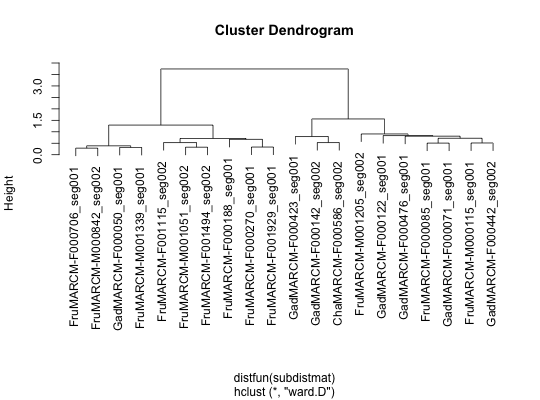 Cluster Dendrogram
Height
3.0
1.5
0.0
FruMARCM-F000706_seg001
FruMARCM-M000842_seg002
GadMARCM-F000050_seg001
FruMARCM-M001339_seg001
FruMARCM-F001115_seg002
FruMARCM-M001051_seg002
FruMARCM-F001494_seg002
FruMARCM-F000188_seg001
FruMARCM-F000270_seg001
FruMARCM-F001929_seg001
GadMARCM-F000423_seg001
GadMARCM-F000142_seg002
ChaMARCM-F000586_seg002
FruMARCM-M001205_seg002
GadMARCM-F000122_seg001
GadMARCM-F000476_seg001
FruMARCM-F000085_seg001
GadMARCM-F000071_seg001
FruMARCM-M000115_seg001
GadMARCM-F000442_seg002
distfun(subdistmat)
hclust (*, "ward.D")